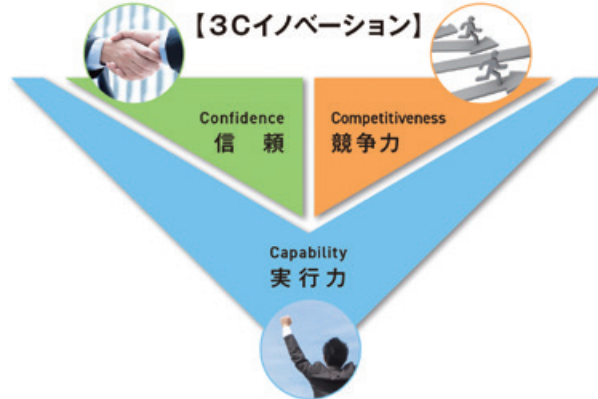 【3Cイノベーション】
Confidence
信 頼
Competitiveness
競争力
Capability
実行力